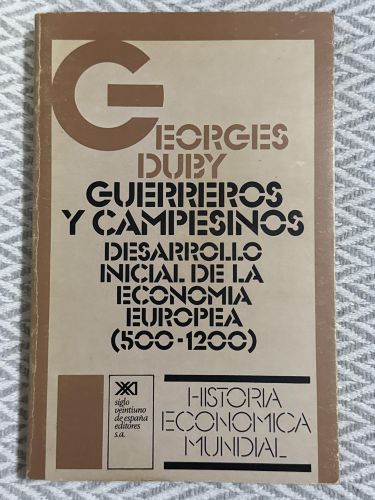 GEORGES
DUBY
GUERREROS
Y CAMPESINOS
DESARROLLO
INICIAL DE LA
ECONOMIA
EUROPEA
(500-1200)
XXI
siglo
veintiuno
de españa
editores
s.a.
HISTORIA
ECONOMICA
MUNDIAL